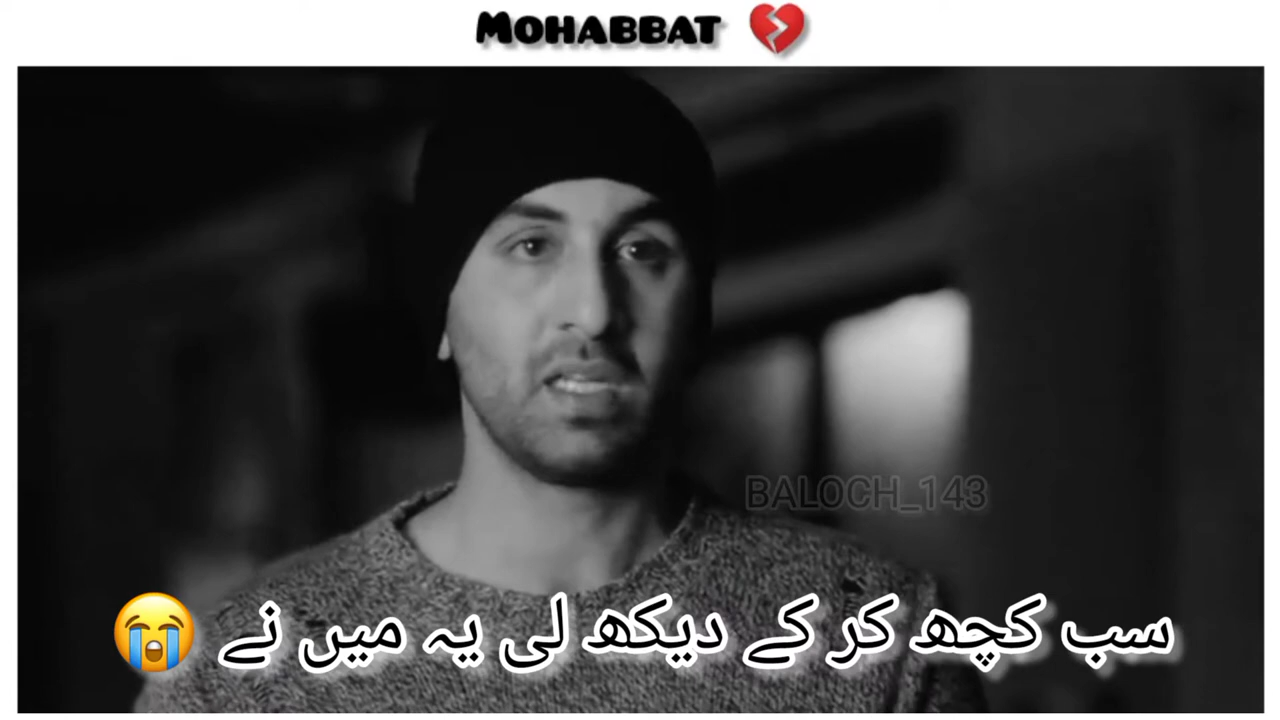 MOHABBAT 💔
BALOCH_143
سب کچھ کر کے دیکھ لی یہ میں نے 😭